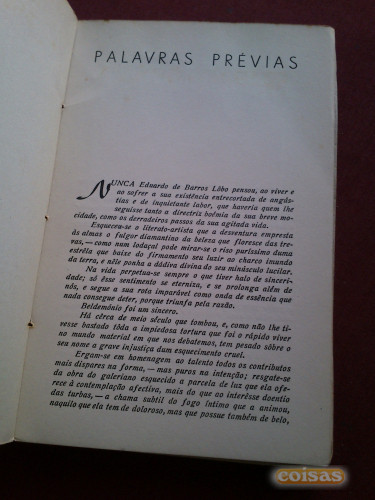 PALAVRAS PRÉVIAS
NUNCA Eduardo de Barros Lôbo pensou, ao viver e
ao sofrer a sua existência entrecortada de angús-
tias e de inquietante labor, que haveria quem lhe
seguisse tanto a directriz boémia da sua breve mo-
cidade, como os derradeiros passos da sua agitada vida.
Esqueceu-se o literato-artista que a desventura empresta
às almas o fulgor diamantino da beleza que floresce das tre-
vas,—como num lodaçal pode mirar-se o riso puríssimo duma
estrêla que baixe do firmamento seu luzir ao charco imundo
da terra, e nêle ponha a dádiva divina do seu minúsculo lucilar.
Na vida perpetua-se sempre o que tiver halo de sinceri-
dade; só êsse sentimento se eterniza, e se prolonga além de
nós, e segue a sua rota imparável como onda de essência que
nada consegue deter, porque triunfa pela razão.
Beldemónio foi um sincero.
Há cêrca de meio século que tombou, e, como não lhe ti-
vesse bastado tôda a impiedosa tortura que foi o rápido viver
no mundo material em que nos debatemos, tem pesado sôbre o
seu nome a grave injustiça dum esquecimento cruel.
Ergam-se em homenagem ao talento todos os contributos
mais díspares na forma,—mas puros na intenção; resgate-se
da obra do galeriano esquecido a parcela de luz que ela ofe-
rece à contemplação afectiva, mais do que ao interêsse doentio
das turbas,—a chama subtil do fogo íntimo que a animou,
naquilo que ela tem de doloroso, mas que possue também de belo,
coisas